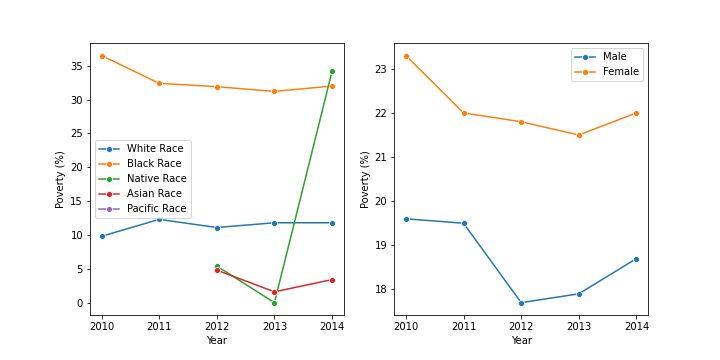 35
30
25
20
15
10
5
0
Poverty (%)
White Race
Black Race
Native Race
Asian Race
Pacific Race
2010 2011 2012 2013 2014
Year
23
22
21
20
19
18
Poverty (%)
Male
Female
2010 2011 2012 2013 2014
Year